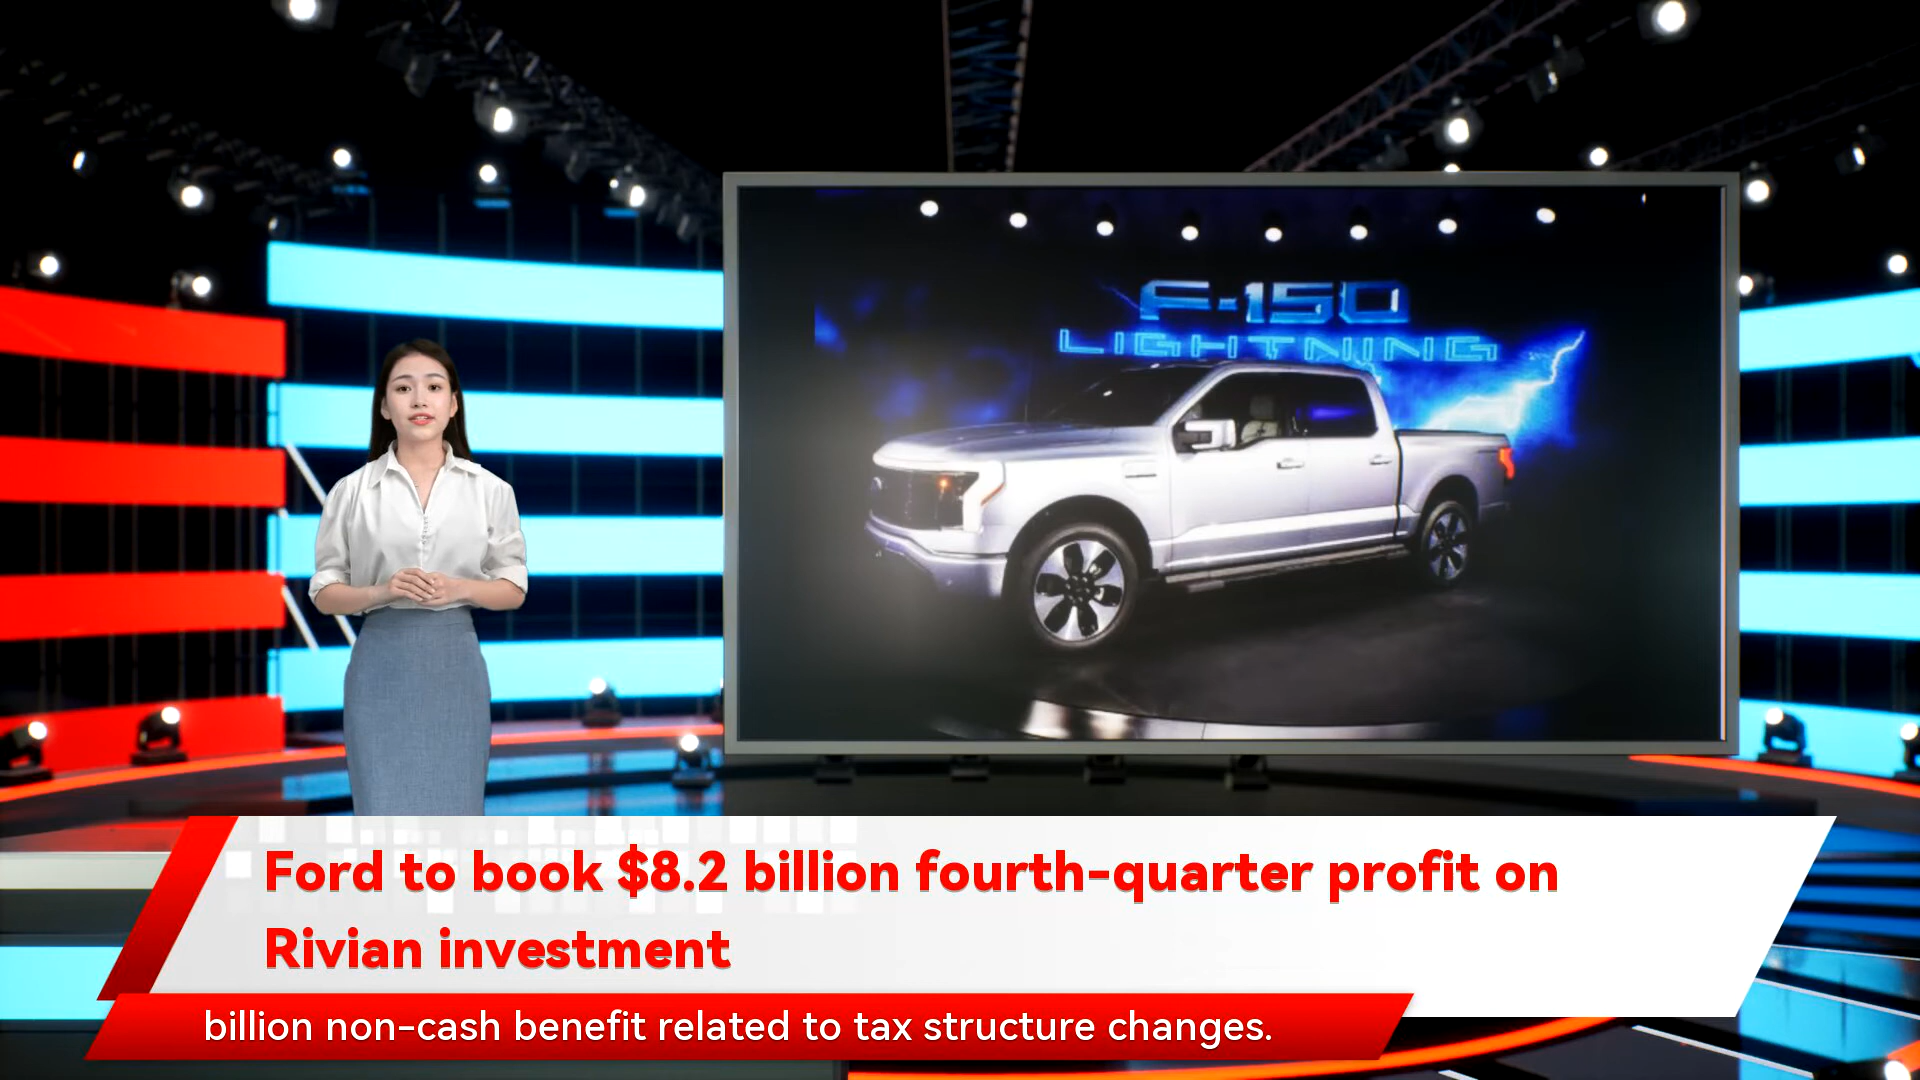 F-150
LIGHTNING
Ford to book $8.2 billion fourth-quarter profit on
Rivian investment
billion non-cash benefit related to tax structure changes.